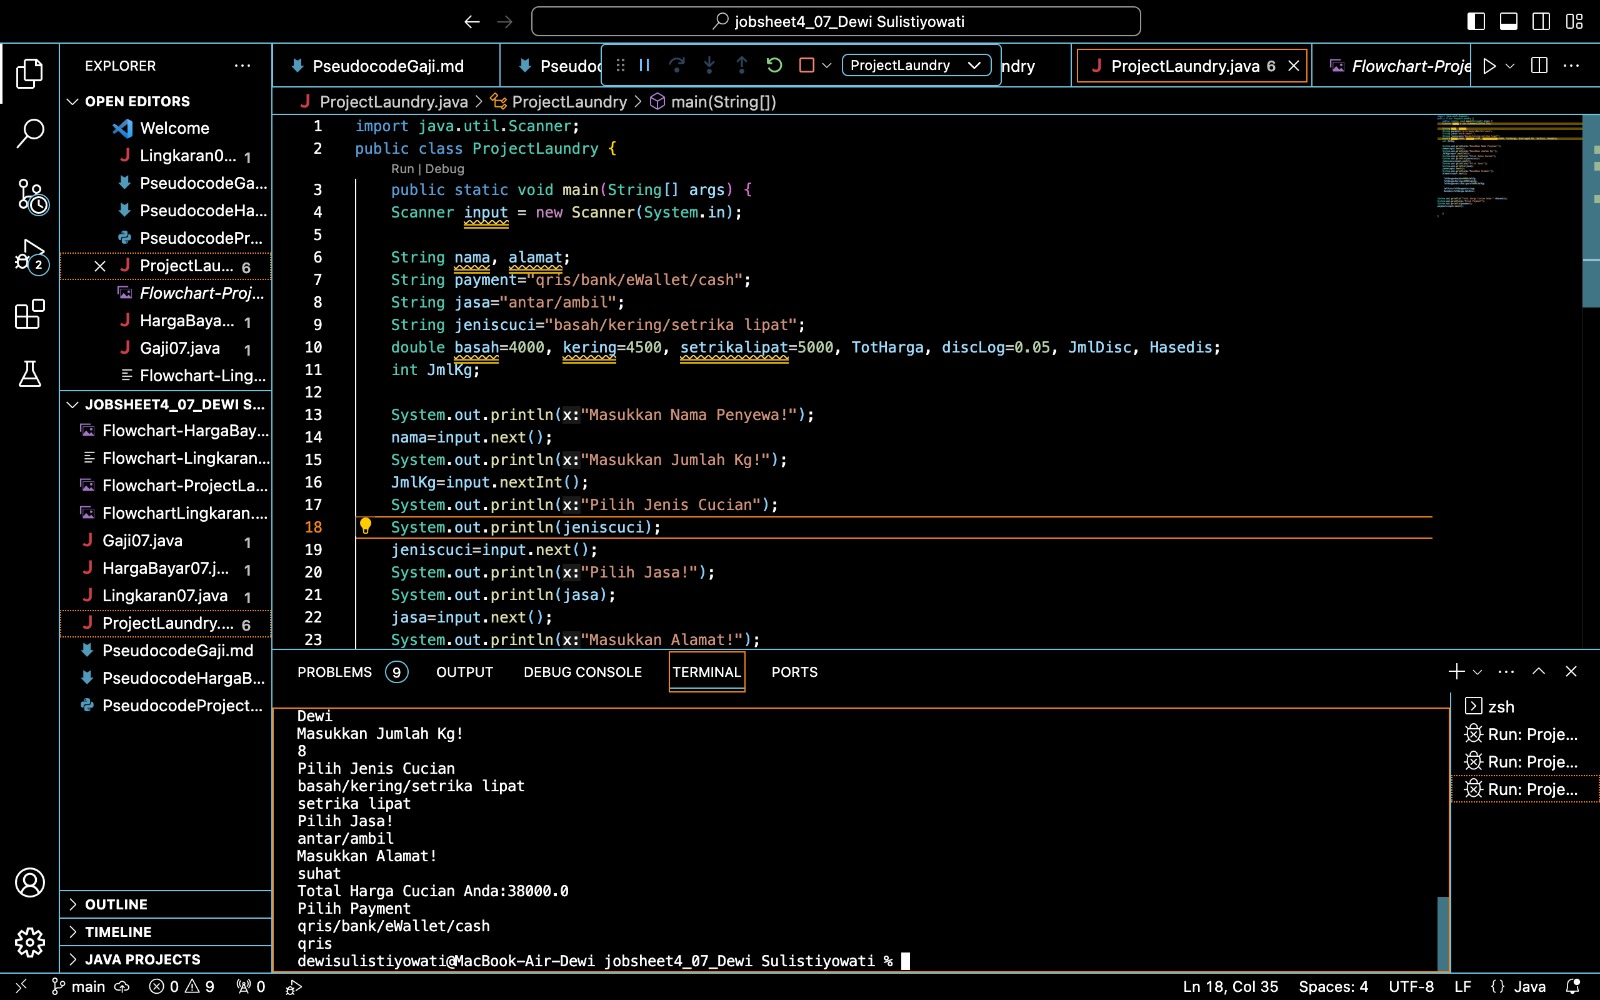 jobsheet4_07_Dewi Sulistiyowati
EXPLORER
PseudocodeGaji.md
Pseudoc
ProjectLaundry
ndry
ProjectLaundry.java 6
Flowchart-Proje
OPEN EDITORS
Welcome
Lingkaran0... 1
PseudocodeGa...
PseudocodeHa...
PseudocodePr...
ProjectLau... 6
Flowchart-Proj...
HargaBaya... 1
Gaji07.java 1
Flowchart-Ling...
JOBSHEET4_07_DEWI S...
Flowchart-HargaBay...
Flowchart-Lingkaran...
Flowchart-ProjectLa...
FlowchartLingkaran....
Gaji07.java 1
HargaBayar07.j... 1
Lingkaran07.java 1
ProjectLaundry.... 6
PseudocodeGaji.md
PseudocodeHargaB...
PseudocodeProject...
OUTLINE
TIMELINE
JAVA PROJECTS
2
ProjectLaundry.java > ProjectLaundry > main(String[])
1 import java.util.Scanner;
2 public class ProjectLaundry {
Run | Debug
3 public static void main(String[] args) {
4 Scanner input = new Scanner(System.in);
5
6 String nama, alamat;
7 String payment="qris/bank/eWallet/cash";
8 String jasa="antar/ambil";
9 String jeniscuci="basah/kering/setrika lipat";
10 double basah=4000, kering=4500, setrikalipat=5000, TotHarga, discLog=0.05, JmlDisc, Hasedis;
11 int JmlKg;
12
13 System.out.println(x:"Masukkan Nama Penyewa!");
14 nama=input.next();
15 System.out.println(x:"Masukkan Jumlah Kg!");
16 JmlKg=input.nextInt();
17 System.out.println(x:"Pilih Jenis Cucian");
18 System.out.println(jeniscuci);
19 jeniscuci=input.next();
20 System.out.println(x:"Pilih Jasa!");
21 System.out.println(jasa);
22 jasa=input.next();
23 System.out.println(x:"Masukkan Alamat!");
PROBLEMS 9 OUTPUT DEBUG CONSOLE TERMINAL PORTS
Dewi
Masukkan Jumlah Kg!
8
Pilih Jenis Cucian
basah/kering/setrika lipat
setrika lipat
Pilih Jasa!
antar/ambil
Masukkan Alamat!
suhat
Total Harga Cucian Anda:38000.0
Pilih Payment
qris/bank/eWallet/cash
qris
dewisulistiyowati@MacBook-Air-Dewi jobsheet4_07_Dewi Sulistiyowati %
zsh
Run: Proje...
Run: Proje...
Run: Proje...
main 0 9 0 Ln 18, Col 35 Spaces: 4 UTF-8 LF {} Java